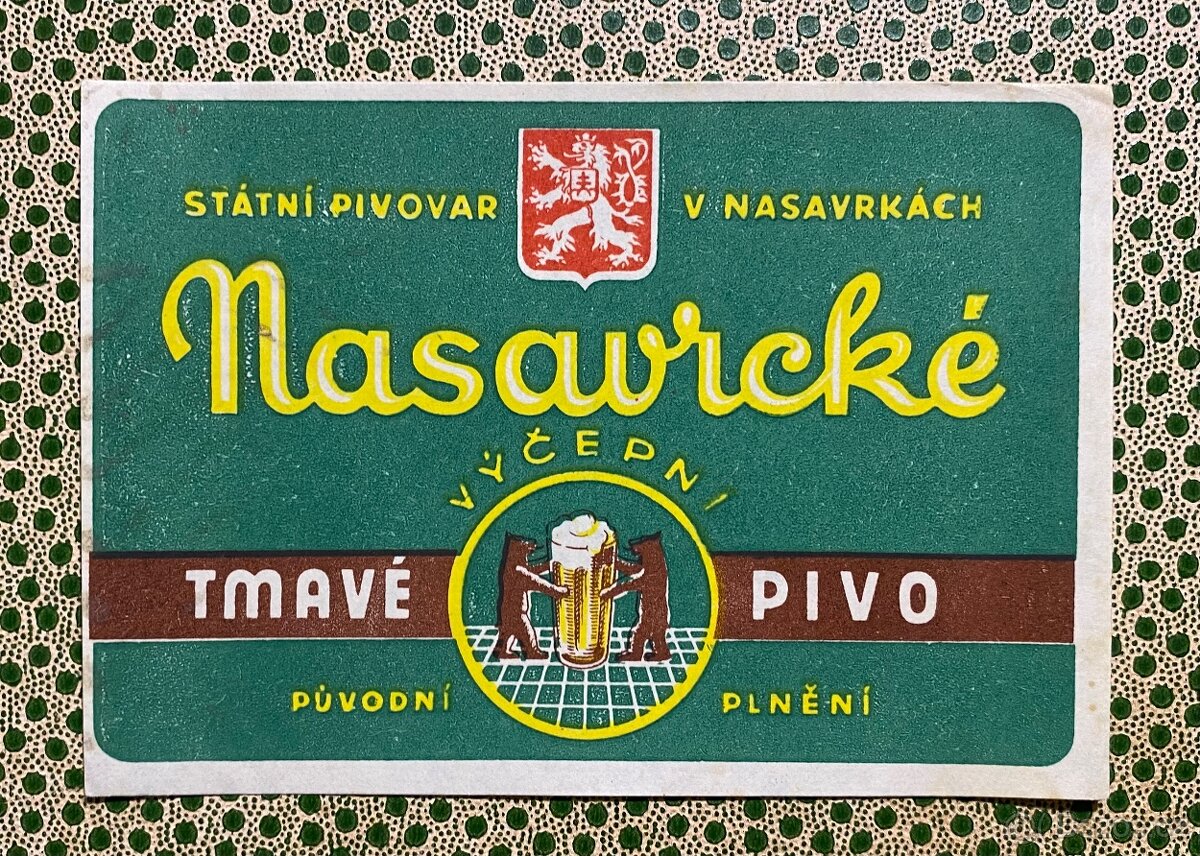 STÁTNÍ PIVOVAR V NASAVRKÁCH
Nasavrcké
VÝČEPNÍ
TMAVÉ PIVO
PŮVODNÍ PLNĚNÍ